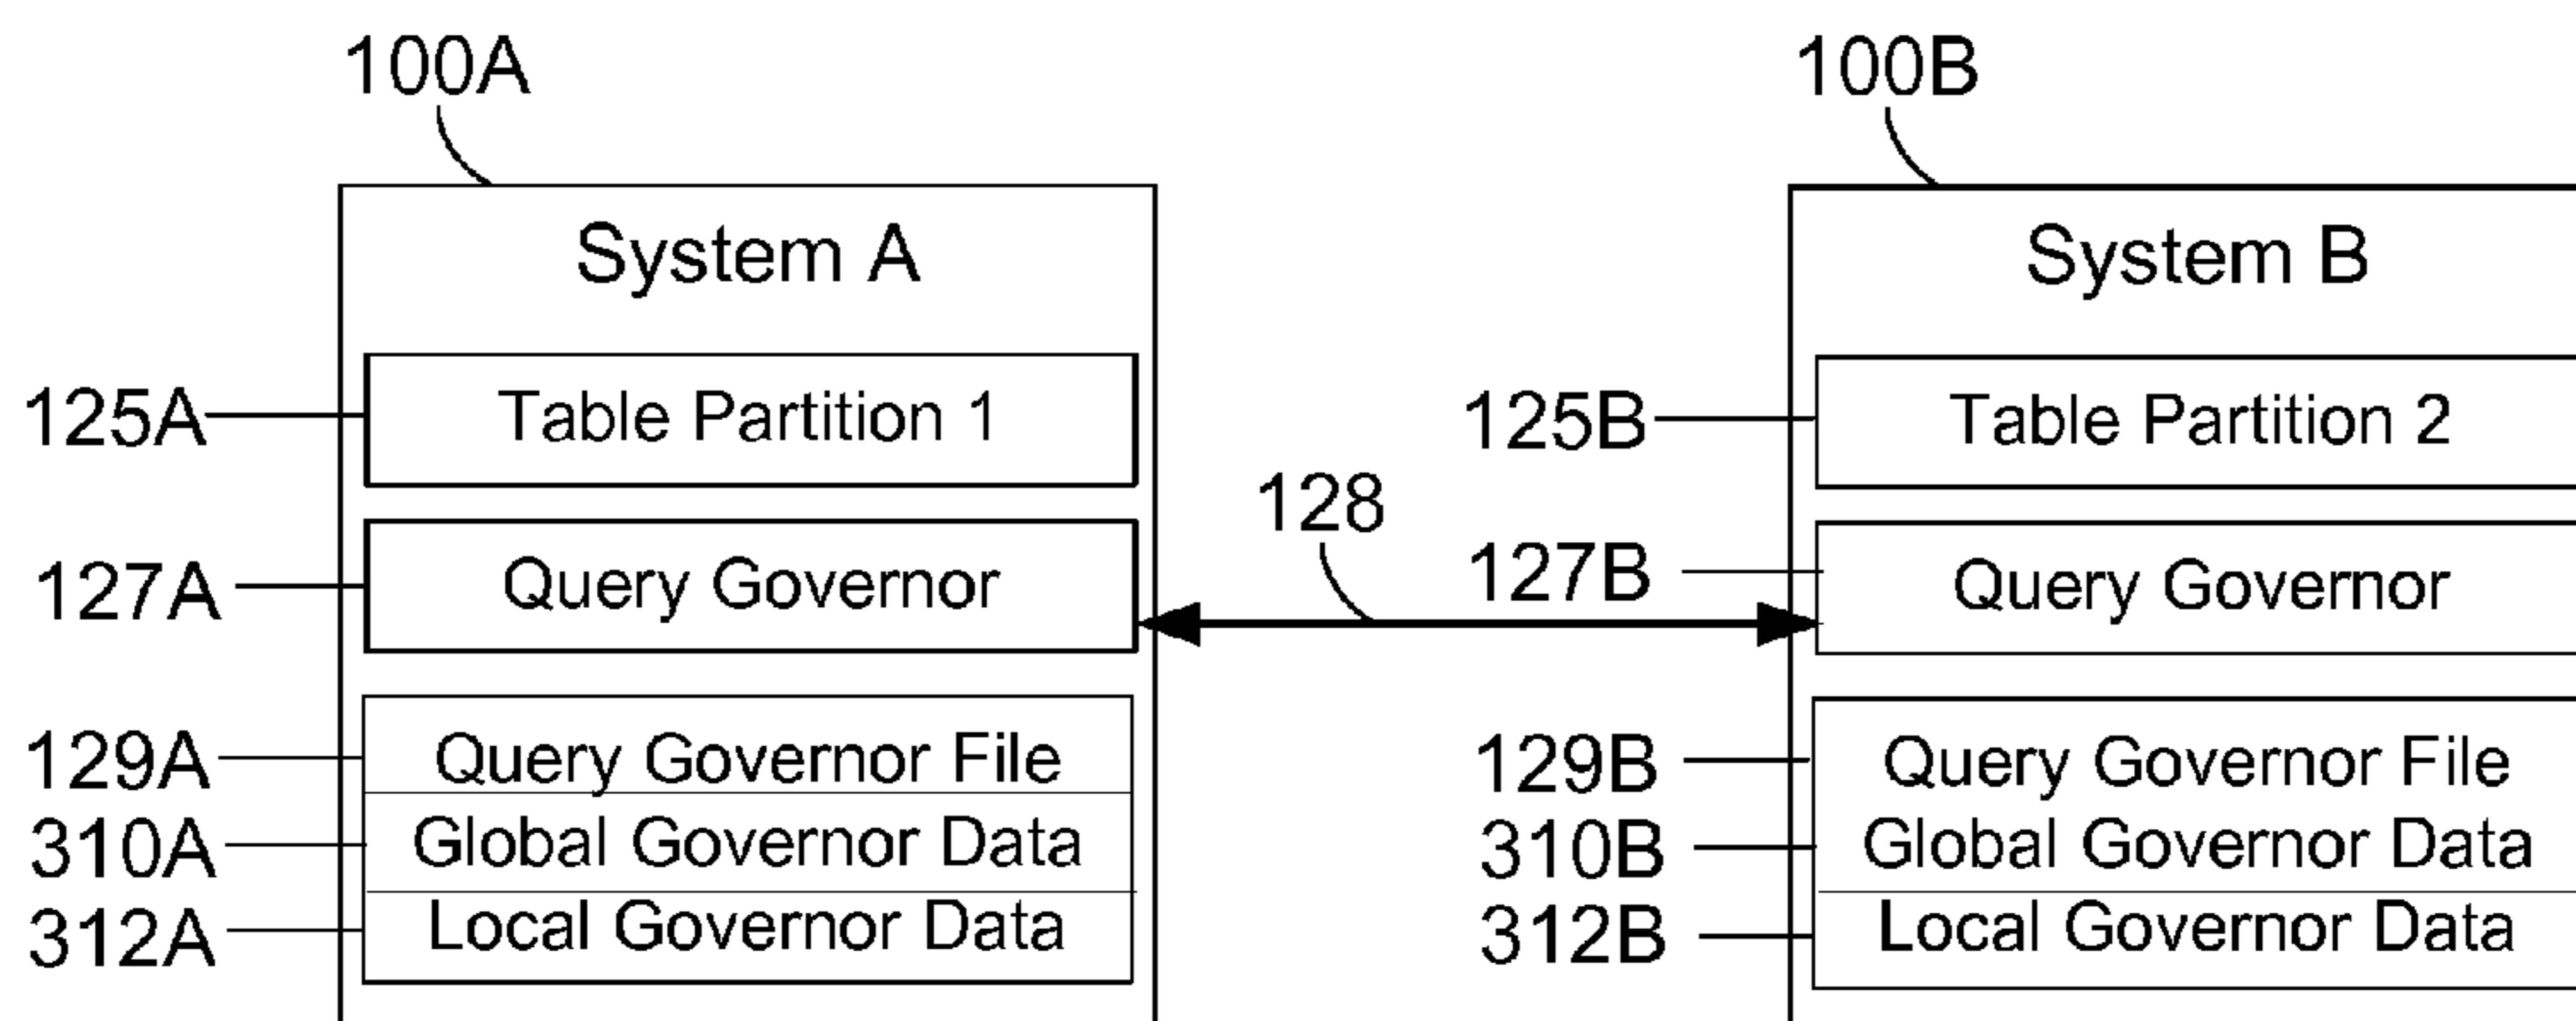 100A
100B
System A
System B
125A
Table Partition 1
125B
Table Partition 2
128
127A
Query Governor
127B
Query Governor
129A
Query Governor File
129B
Query Governor File
310A
Global Governor Data
310B
Global Governor Data
312A
Local Governor Data
312B
Local Governor Data